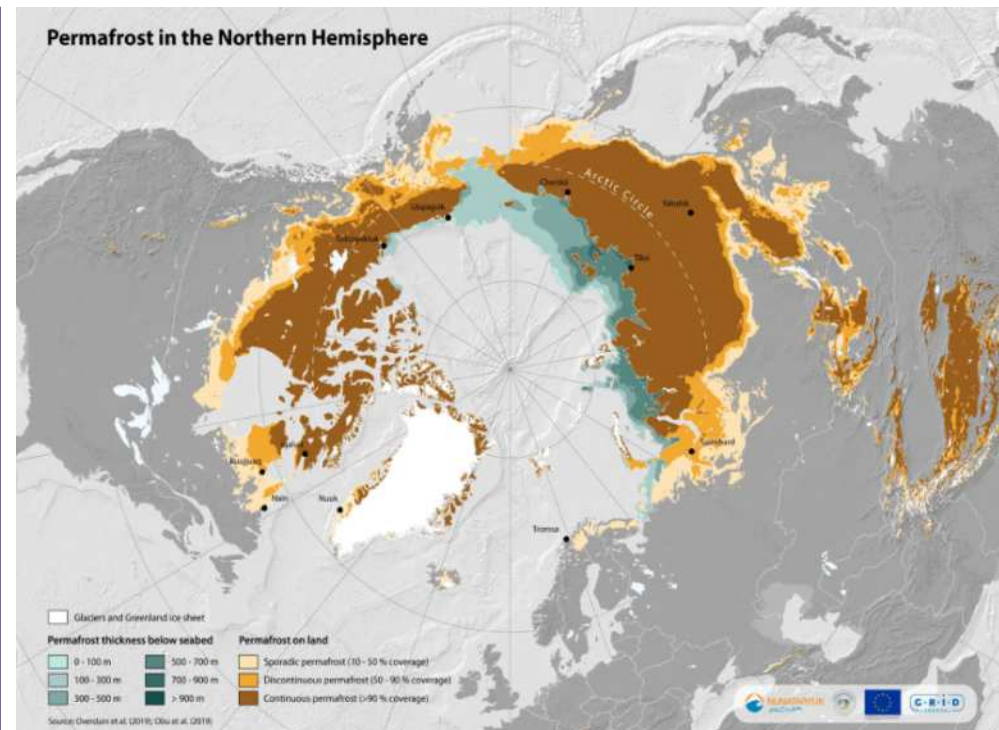 Permafrost in the Northern Hemisphere
Arctic Circle
Cherskii
Utqiagvik
Yakutsk
Tuktoyaktuk
Tiksi
Salekhard
Kuujjuaq
Nain
Nuuk
Tromsø
Glaciers and Greenland ice sheet
Permafrost thickness below seabed
0 - 100 m
100 - 300 m
300 - 500 m
500 - 700 m
700 - 900 m
> 900 m
Permafrost on land
Sporadic permafrost (10 - 50 % coverage)
Discontinuous permafrost (50 - 90 % coverage)
Continuous permafrost (>90 % coverage)
Source: Overduin et al. (2019); Obu et al. (2019)
NUNATARYUK
G·R·I·D